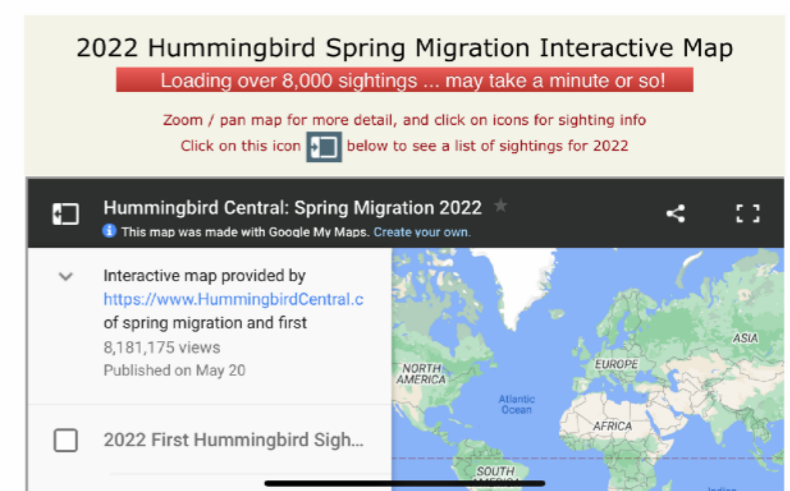 2022 Hummingbird Spring Migration Interactive Map
Loading over 8,000 sightings ... may take a minute or so!
Zoom / pan map for more detail, and click on icons for sighting info
Click on this icon below to see a list of sightings for 2022
Hummingbird Central: Spring Migration 2022
This map was made with Google My Maps. Create your own.
Interactive map provided by
https://www.HummingbirdCentral.c
of spring migration and first
8,181,175 views
Published on May 20
2022 First Hummingbird Sigh...
NORTH
AMERICA
EUROPE
ASIA
Atlantic
Ocean
AFRICA
SOUTH
AMERICA